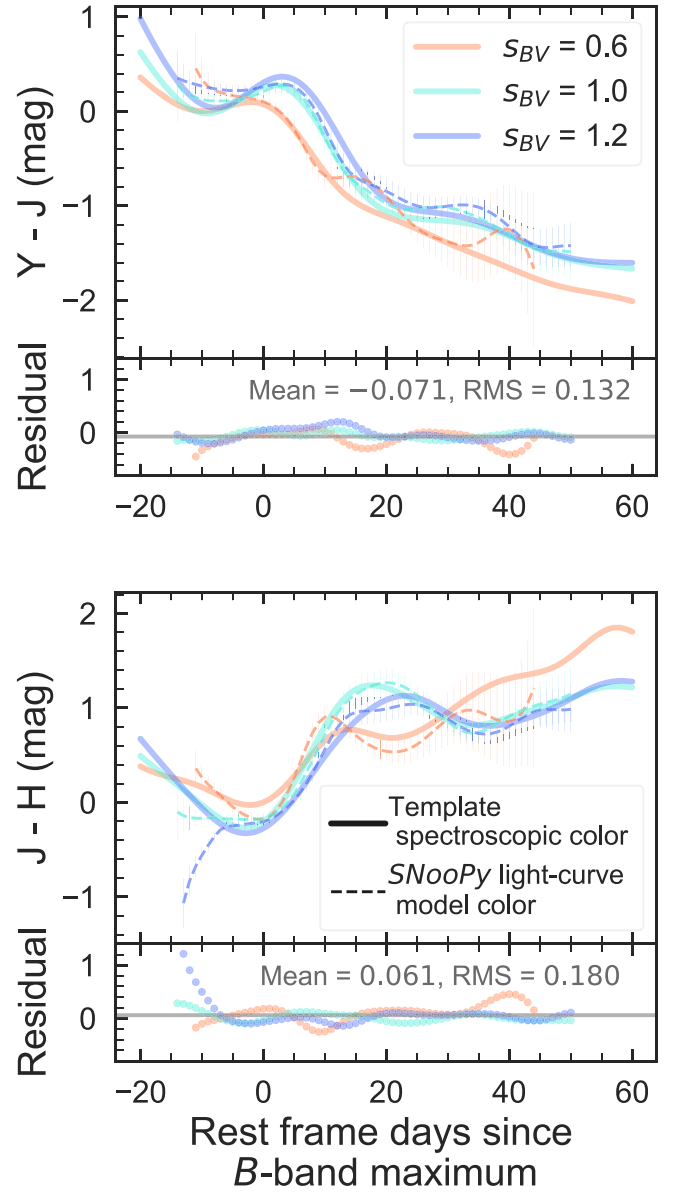 1
0
−1
−2
Y - J (mag)
s_BV = 0.6
s_BV = 1.0
s_BV = 1.2
1
0
Residual
Mean = −0.071, RMS = 0.132
−20 0 20 40 60
2
1
0
−1
J - H (mag)
Template
spectroscopic color
SNooPy light-curve
model color
1
0
Residual
Mean = 0.061, RMS = 0.180
−20 0 20 40 60
Rest frame days since
B-band maximum